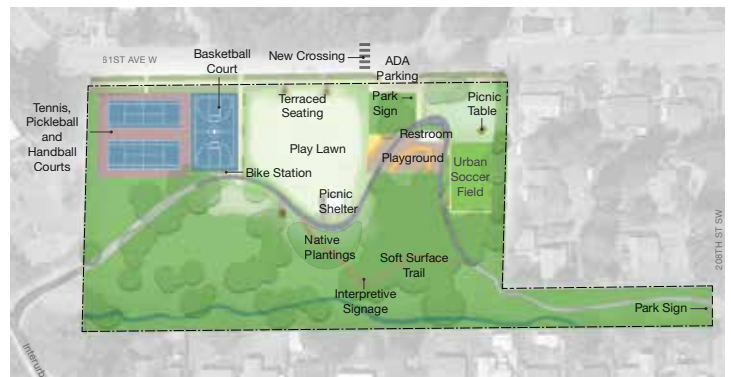 61ST AVE W
Basketball
Court
New Crossing
ADA
Parking
Tennis,
Pickleball
and
Handball
Courts
Terraced
Seating
Park
Sign
Picnic
Table
Restroom
Play Lawn
Playground
Urban
Soccer
Field
Bike Station
Picnic
Shelter
Native
Plantings
Soft Surface
Trail
Interpretive
Signage
Park Sign
208TH ST SW